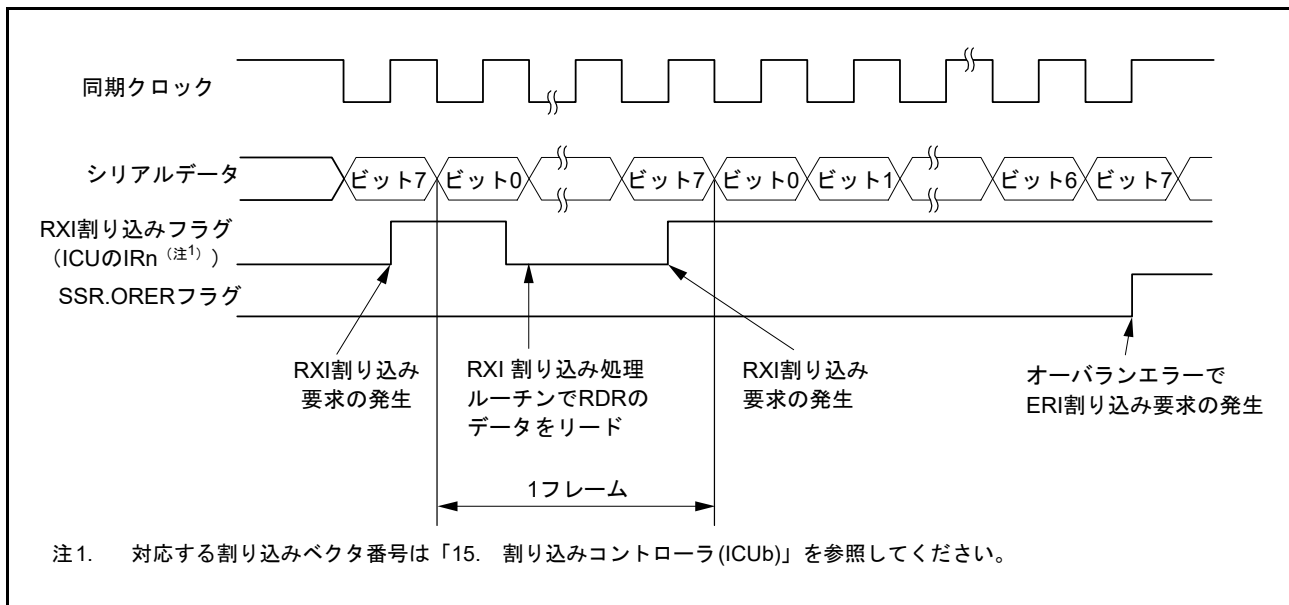 同期クロック
シリアルデータ
ビット7 ビット0 ビット7 ビット0 ビット1 ビット6 ビット7
RXI割り込みフラグ
(ICUのIRn（注1）)
SSR.ORERフラグ
RXI割り込み
要求の発生
RXI 割り込み処理
ルーチンでRDRの
データをリード
RXI割り込み
要求の発生
オーバランエラーで
ERI割り込み要求の発生
1フレーム
注1. 対応する割り込みベクタ番号は「15. 割り込みコントローラ(ICUb)」を参照してください。